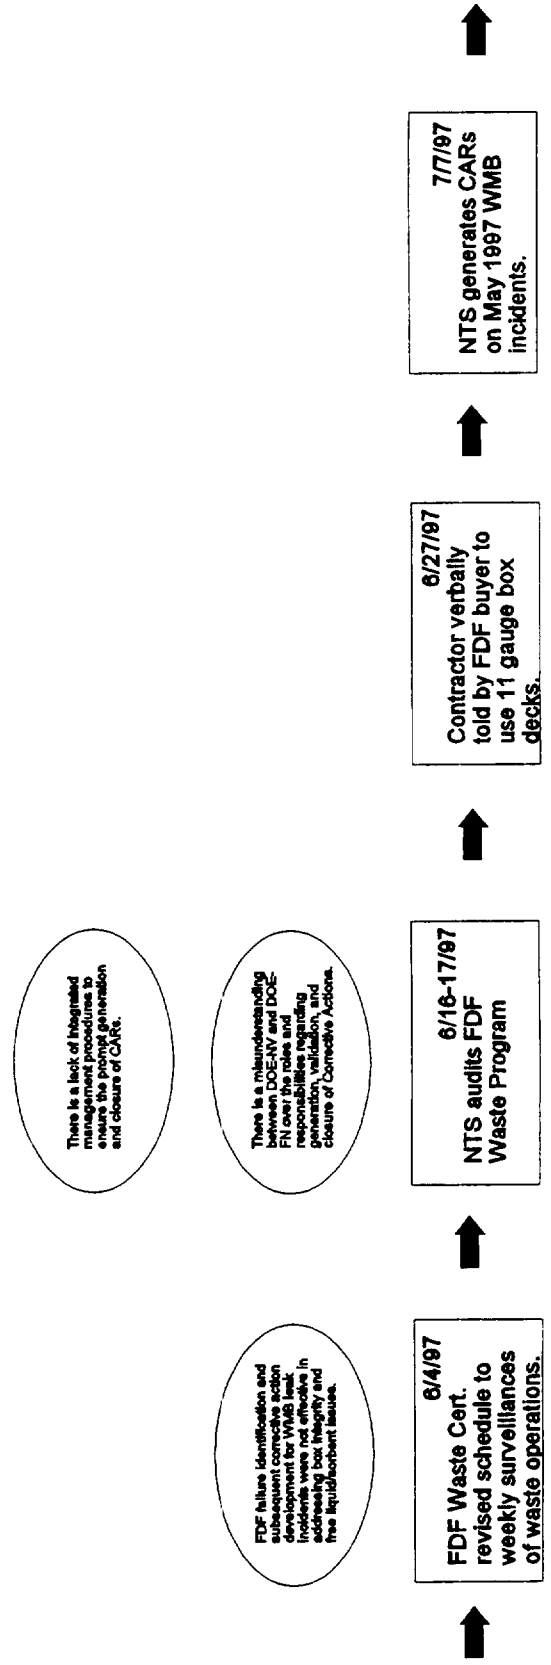 There is a lack of integrated
management procedures to
ensure the prompt generation
and closure of CARs.
FDF failure identification and
subsequent corrective action
development for WMB leak
incidents were not effective in
addressing box integrity and
free liquid/sorbent issues.
There is a misunderstanding
between DOE-NV and DOE-
FN over the roles and
responsibilities regarding
generation, validation, and
closure of Corrective Actions.
6/4/97
FDF Waste Cert.
revised schedule to
weekly surveillances
of waste operations.
6/16-17/97
NTS audits FDF
Waste Program
6/27/97
Contractor verbally
told by FDF buyer to
use 11 gauge box
decks.
7/7/97
NTS generates CARs
on May 1997 WMB
incidents.